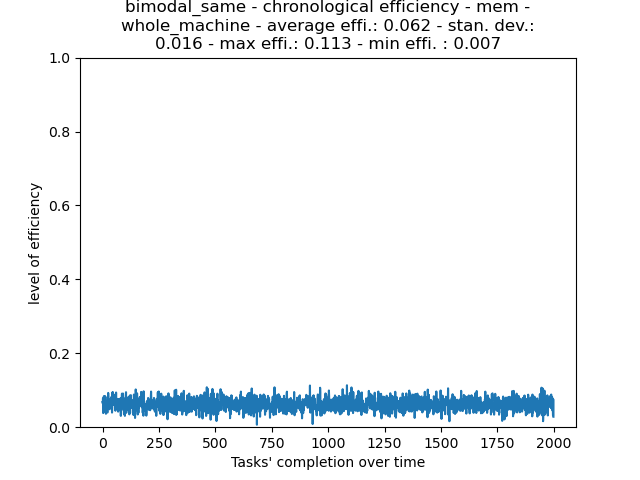 bimodal_same - chronological efficiency - mem -
whole_machine - average effi.: 0.062 - stan. dev.:
0.016 - max effi.: 0.113 - min effi. : 0.007
1.0
0.8
0.6
0.4
0.2
0.0
level of efficiency
0 250 500 750 1000 1250 1500 1750 2000
Tasks' completion over time